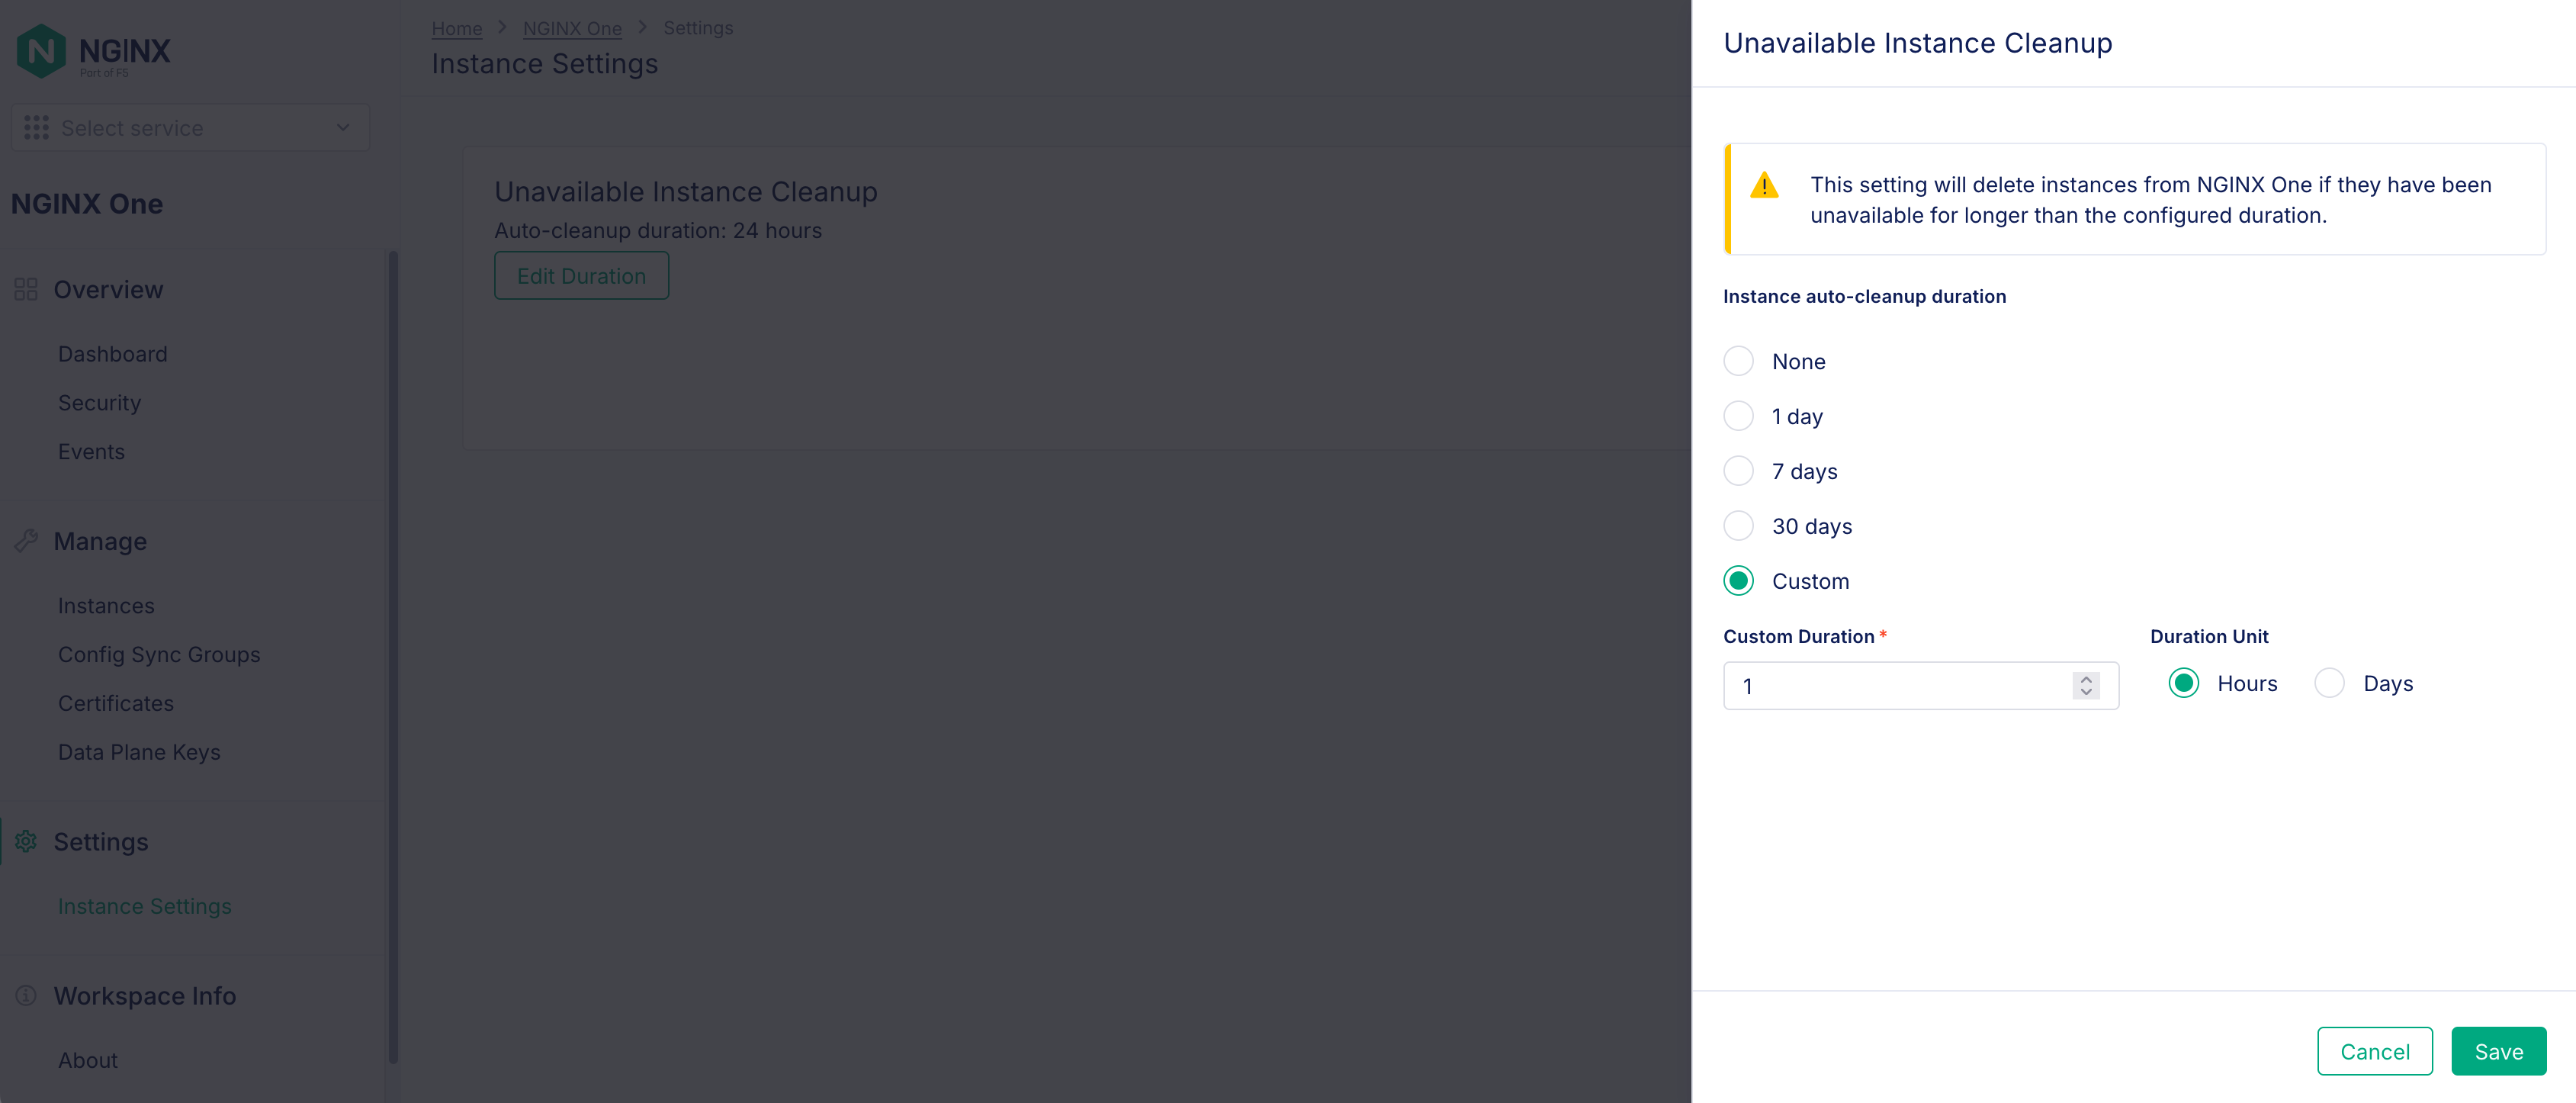 NGINX
Part of F5
Select service
NGINX One
Overview
Dashboard
Security
Events
Manage
Instances
Config Sync Groups
Certificates
Data Plane Keys
Settings
Instance Settings
Workspace Info
About
Home > NGINX One > Settings
Instance Settings
Unavailable Instance Cleanup
Auto-cleanup duration: 24 hours
Edit Duration
Unavailable Instance Cleanup
This setting will delete instances from NGINX One if they have been
unavailable for longer than the configured duration.
Instance auto-cleanup duration
None
1 day
7 days
30 days
Custom
Custom Duration * Duration Unit
1 Hours Days
Cancel Save